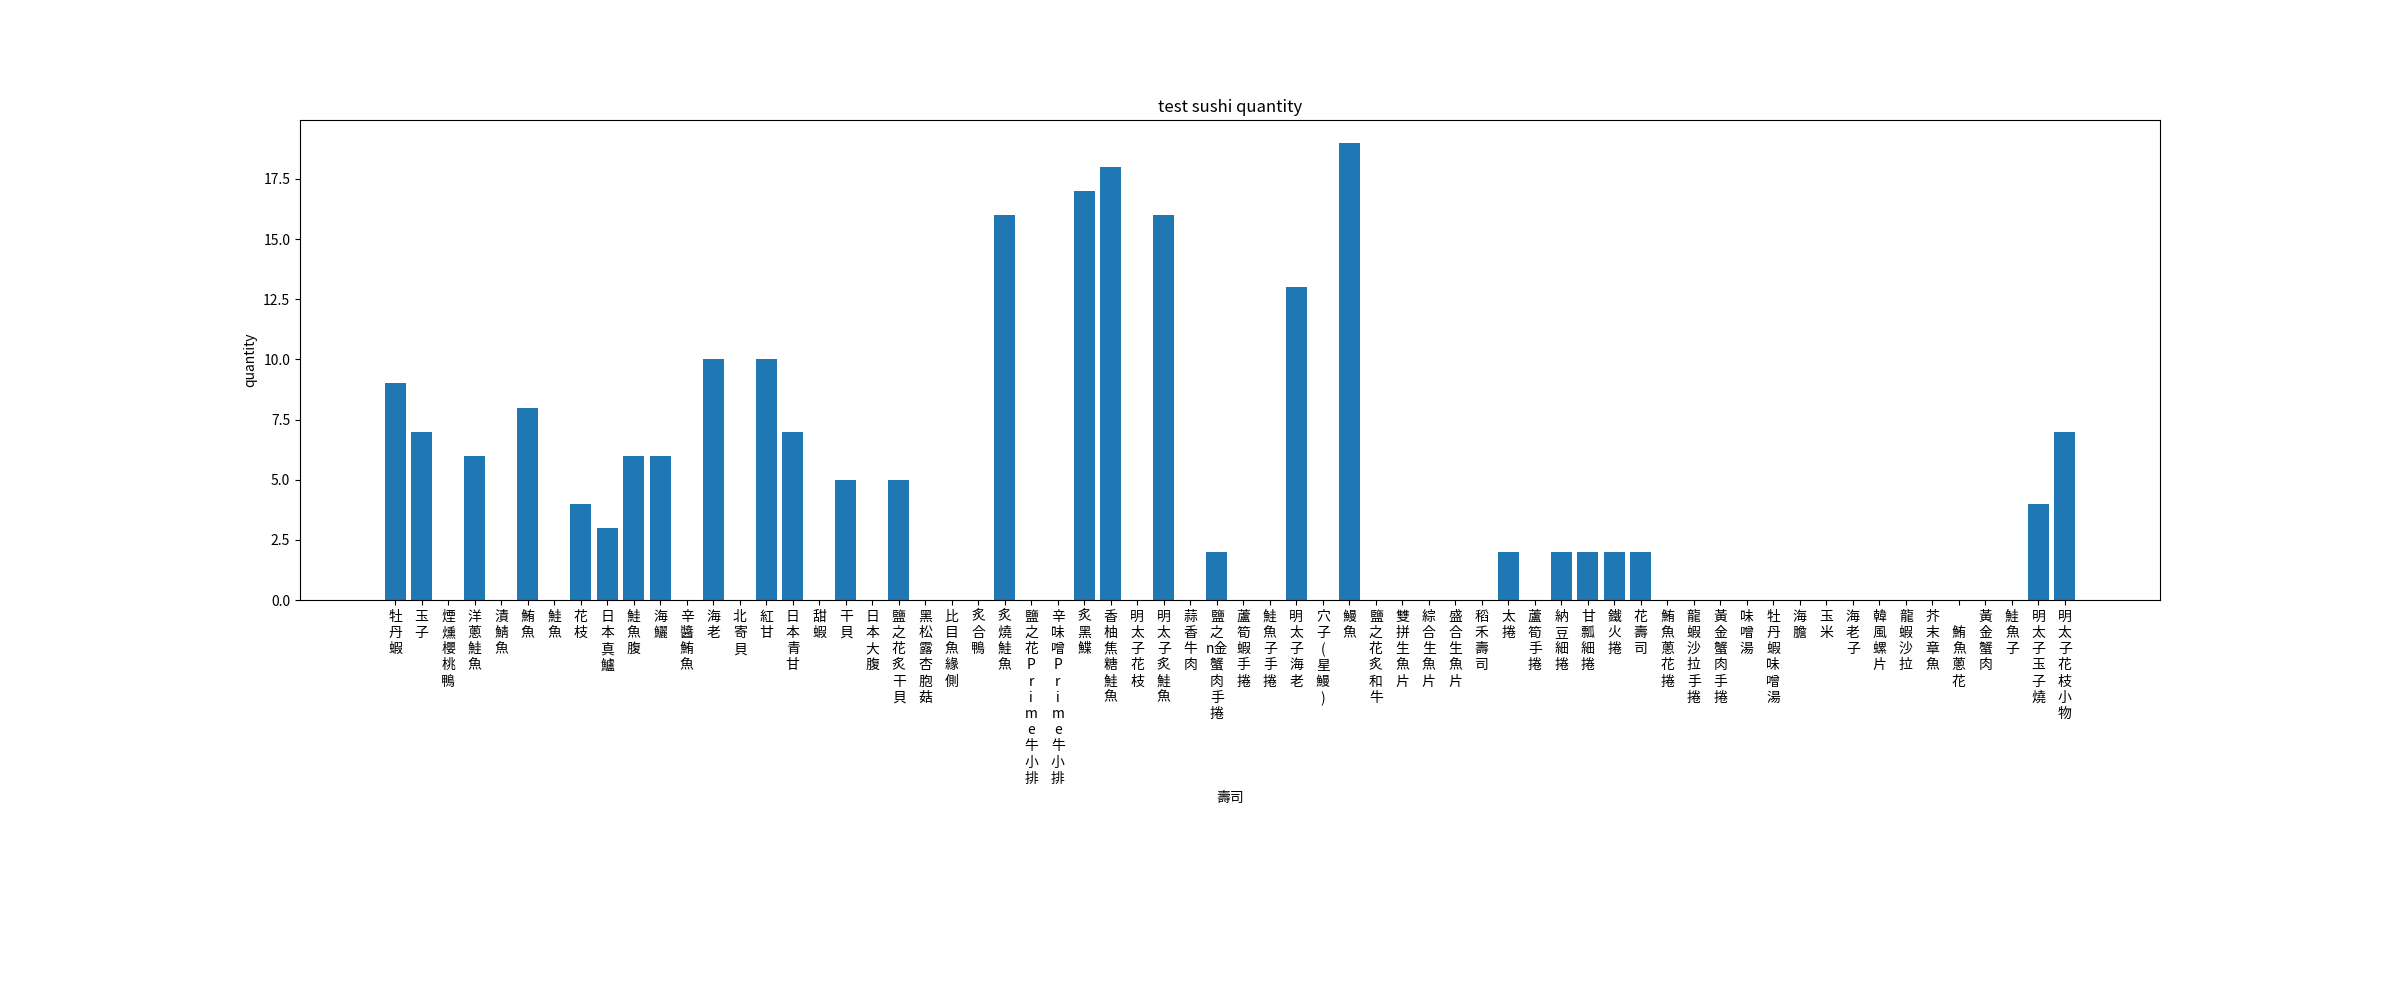 test sushi quantity
quantity
17.5
15.0
12.5
10.0
7.5
5.0
2.5
0.0
牡丹蝦
玉子
煙燻櫻桃鴨
洋蔥鮭魚
漬鯖魚
鮪魚
鮭魚
花枝
日本真鱸
鮭魚腹
海鱺
辛醬鮪魚
海老
北寄貝
紅甘
日本青甘
甜蝦
干貝
日本大腹
鹽之花炙干貝
黑松露杏胞菇
比目魚緣側
炙合鴨
炙燒鮭魚
鹽之花Prime牛小排
辛味噌Prime牛小排
炙黑鰈
香柚焦糖鮭魚
明太子花枝
明太子炙鮭魚
蒜香牛肉
鹽之n金蟹肉手捲
蘆筍蝦手捲
鮭魚子手捲
明太子海老
穴子(星鰻)
鰻魚
鹽之花炙和牛
雙拼生魚片
綜合生魚片
盛合生魚片
稻禾壽司
太捲
蘆筍手捲
納豆細捲
甘瓢細捲
鐵火捲
花壽司
鮪魚蔥花捲
龍蝦沙拉手捲
黃金蟹肉手捲
味噌湯
牡丹蝦味噌湯
海膽
玉米
海老子
韓風螺片
龍蝦沙拉
芥末章魚
鮪魚蔥花
黃金蟹肉
鮭魚子
明太子玉子燒
明太子花枝小物
壽司